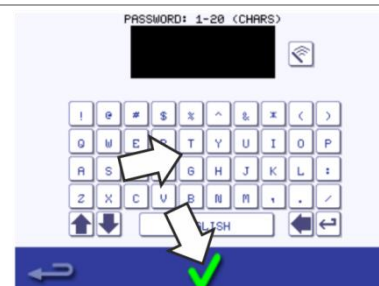 PASSWORD: 1-20 (CHARS)
! @ # $ % ^ & * ( )
Q W E T Y U I O P
A S G H J K L :
Z X C V B N M , . /